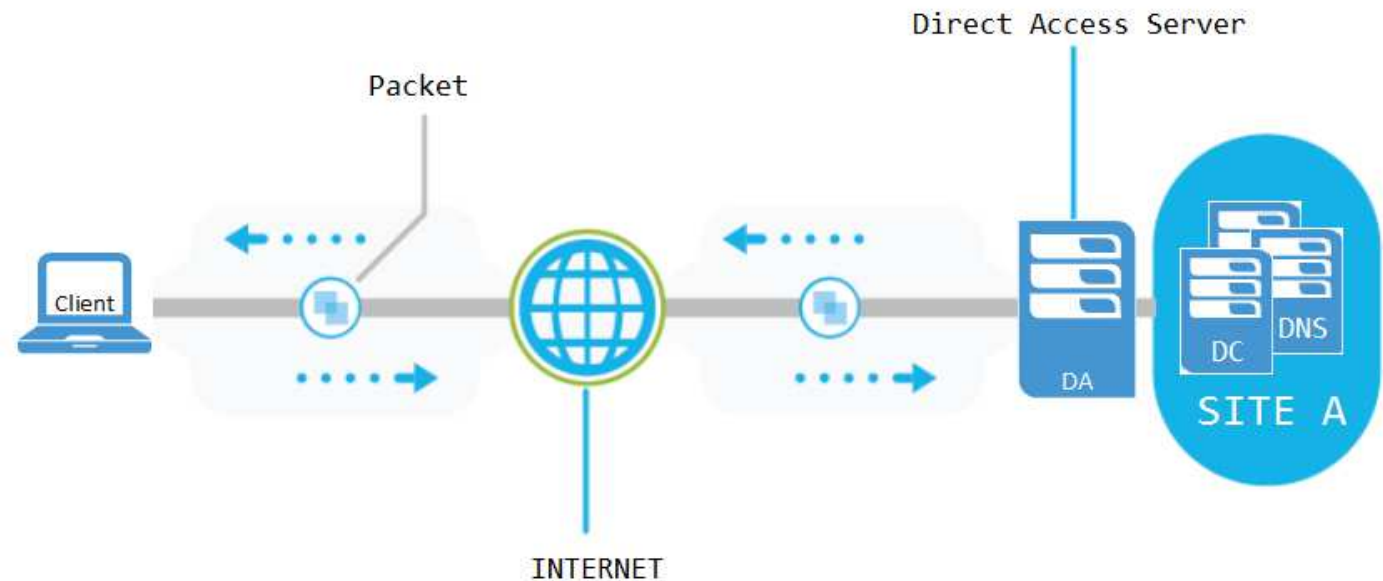 Direct Access Server
Packet
Client
DNS
DC
DA
SITE A
INTERNET